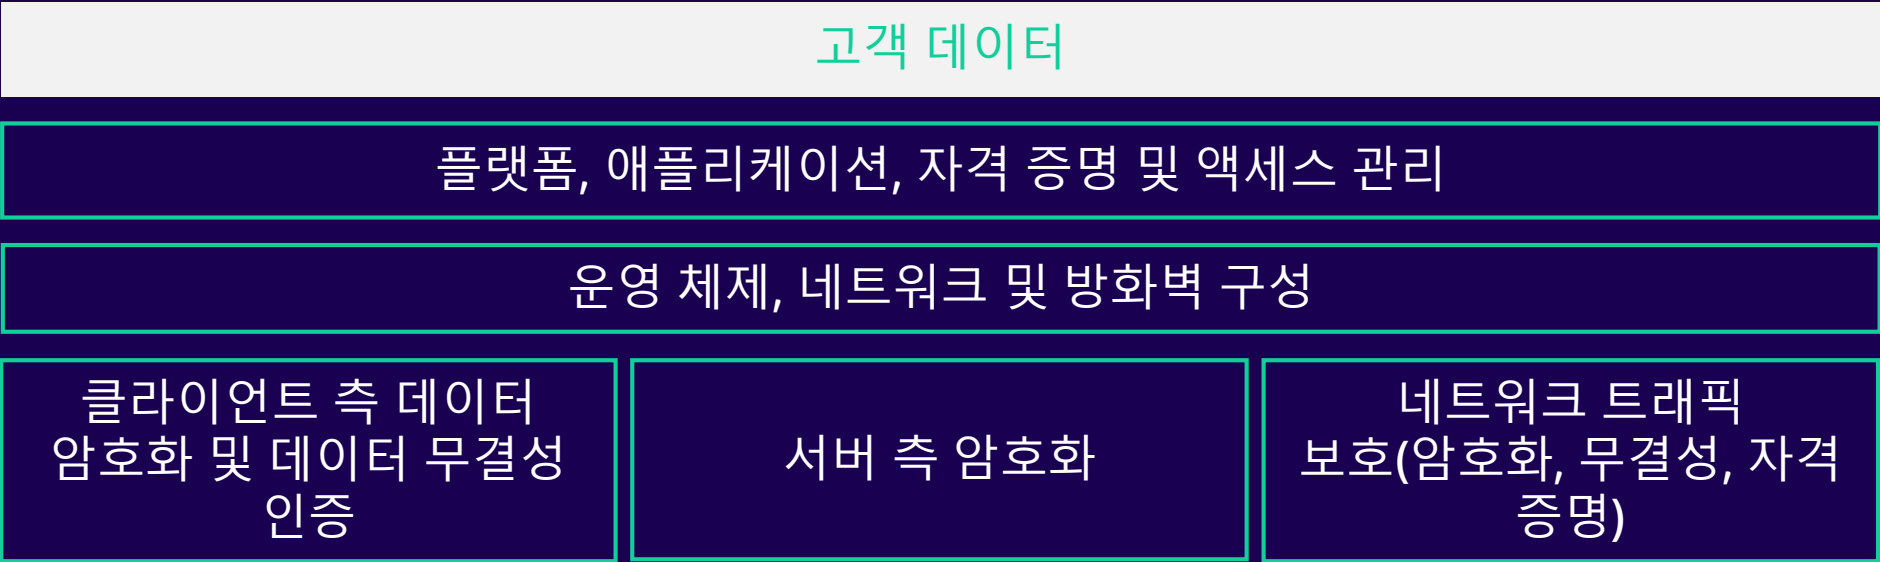 고객 데이터
플랫폼, 애플리케이션, 자격 증명 및 액세스 관리
운영 체제, 네트워크 및 방화벽 구성
클라이언트 측 데이터
암호화 및 데이터 무결성
인증
서버 측 암호화
네트워크 트래픽
보호(암호화, 무결성, 자격
증명)